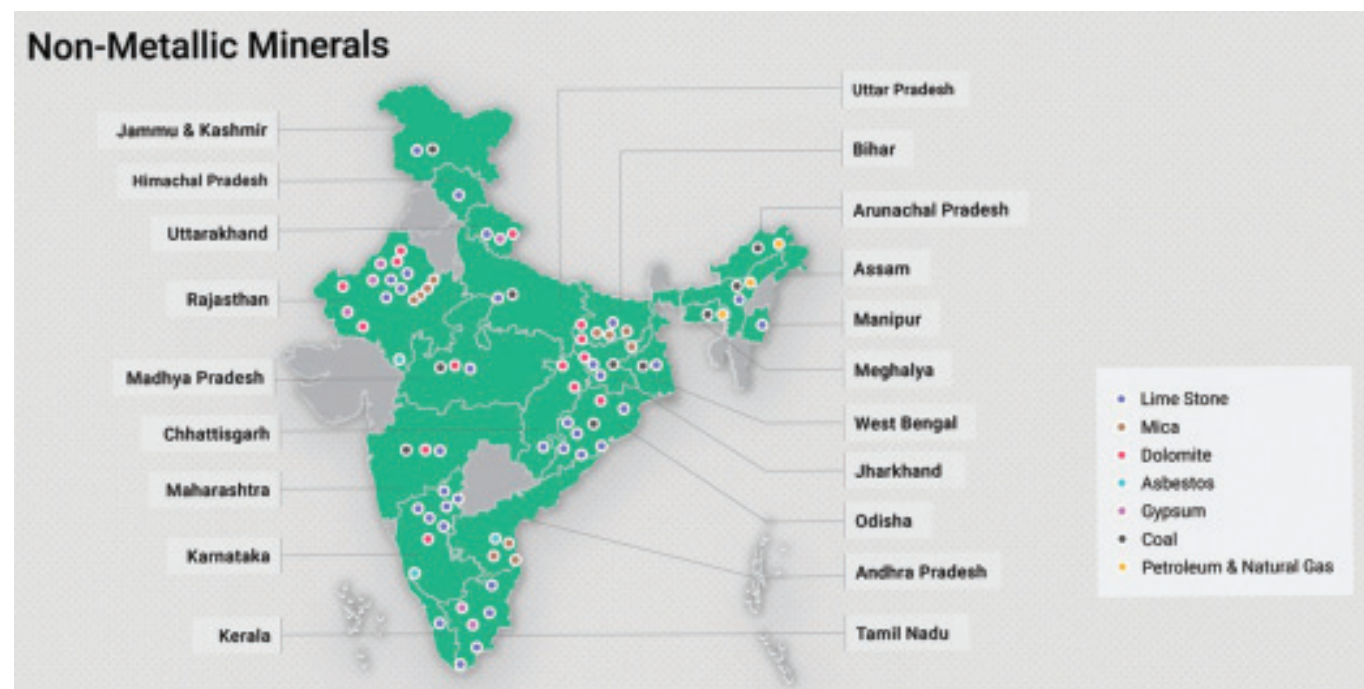 Non-Metallic Minerals
Jammu & Kashmir
Himachal Pradesh
Uttarakhand
Rajasthan
Madhya Pradesh
Chhattisgarh
Maharashtra
Karnataka
Kerala
Uttar Pradesh
Bihar
Arunachal Pradesh
Assam
Manipur
Meghalya
West Bengal
Jharkhand
Odisha
Andhra Pradesh
Tamil Nadu
Lime Stone
Mica
Dolomite
Asbestos
Gypsum
Coal
Petroleum & Natural Gas